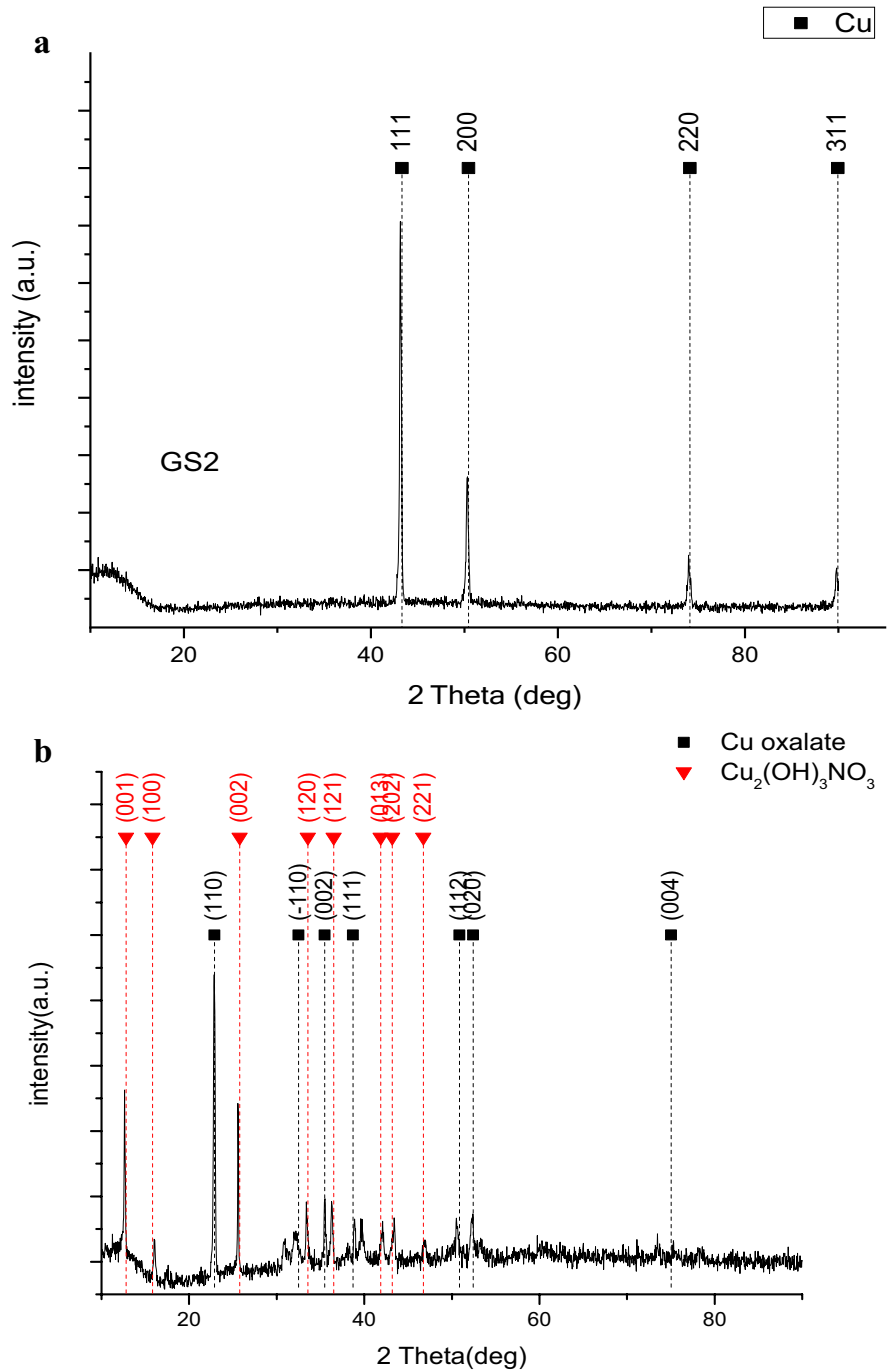 a
Cu
111
200
220
311
intensity (a.u.)
GS2
20
40
60
80
2 Theta (deg)
b
Cu oxalate
Cu₂(OH)₃NO₃
(001)
(100)
(002)
(120)
(121)
(013)
(202)
(221)
(110)
(-110)
(002)
(111)
(112)
(020)
(004)
intensity(a.u.)
20
40
60
80
2 Theta(deg)